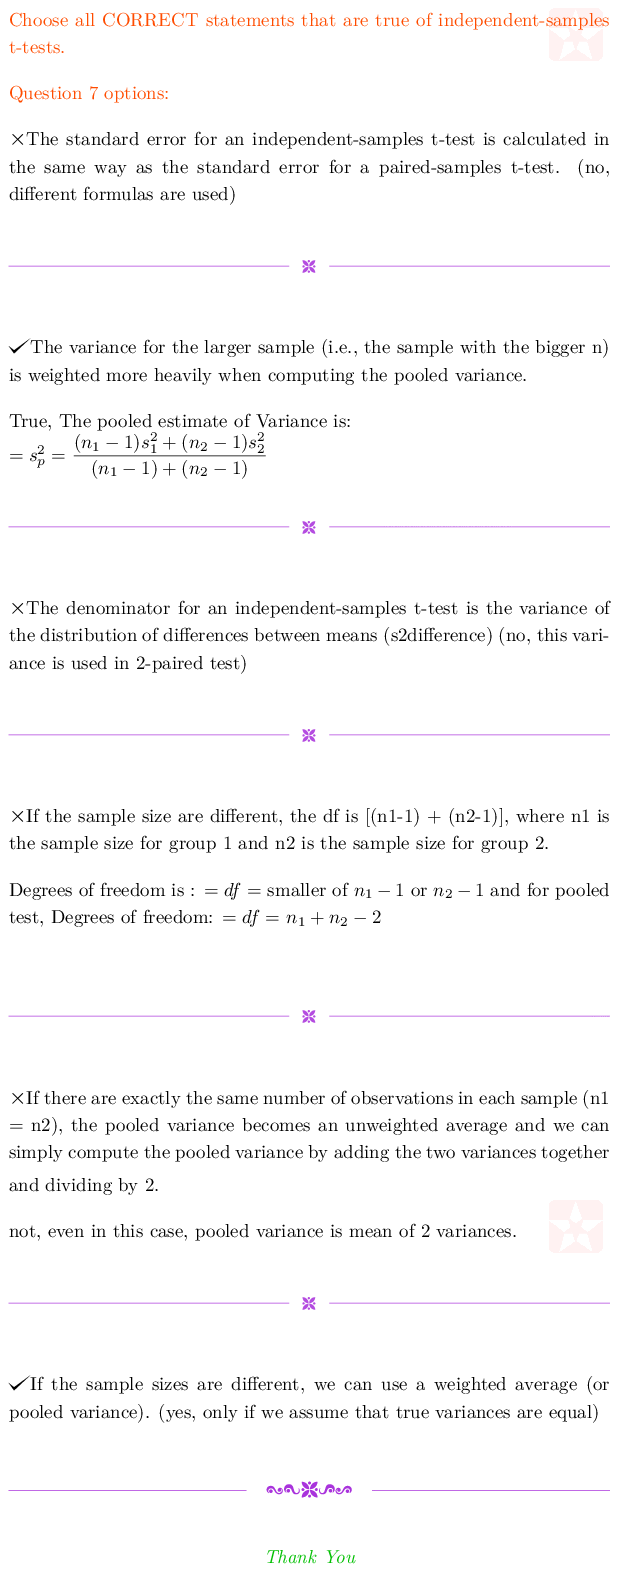 Choose all CORRECT statements that are true of independent-samples
t-tests.
Question 7 options:
×The standard error for an independent-samples t-test is calculated in
the same way as the standard error for a paired-samples t-test. (no,
different formulas are used)
✓The variance for the larger sample (i.e., the sample with the bigger n)
is weighted more heavily when computing the pooled variance.
True, The pooled estimate of Variance is:
= s_p^2 = \frac{(n_1 − 1)s_1^2 + (n_2 − 1)s_2^2}{(n_1 − 1) + (n_2 − 1)}
×The denominator for an independent-samples t-test is the variance of
the distribution of differences between means (s2difference) (no, this vari-
ance is used in 2-paired test)
×If the sample size are different, the df is [(n1-1) + (n2-1)], where n1 is
the sample size for group 1 and n2 is the sample size for group 2.
Degrees of freedom is : = df = smaller of n₁ − 1 or n₂ − 1 and for pooled
test, Degrees of freedom: = df = n₁ + n₂ − 2
×If there are exactly the same number of observations in each sample (n1
= n2), the pooled variance becomes an unweighted average and we can
simply compute the pooled variance by adding the two variances together
and dividing by 2.
not, even in this case, pooled variance is mean of 2 variances.
✓If the sample sizes are different, we can use a weighted average (or
pooled variance). (yes, only if we assume that true variances are equal)
Thank You